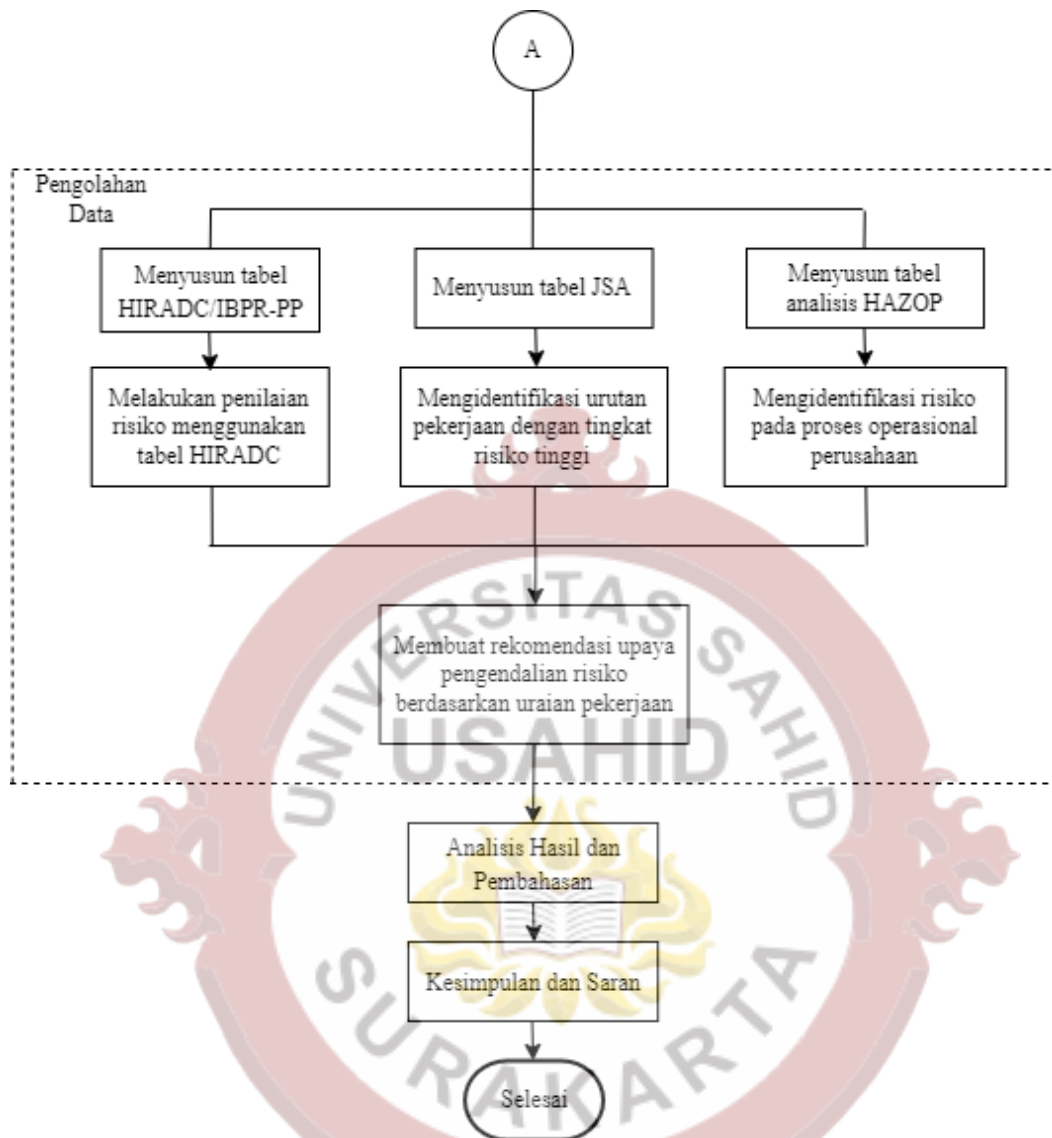 A
Pengolahan
Data
Menyusun tabel
HIRADC/IBPR-PP
Menyusun tabel JSA
Menyusun tabel
analisis HAZOP
Melakukan penilaian
risiko menggunakan
tabel HIRADC
Mengidentifikasi urutan
pekerjaan dengan tingkat
risiko tinggi
Mengidentifikasi risiko
pada proses operasional
perusahaan
Membuat rekomendasi upaya
pengendalian risiko
berdasarkan uraian pekerjaan
UNIVERSITAS SAHID
USAHID
Analisis Hasil dan
Pembahasan
Kesimpulan dan Saran
SURAKARTA
Selesai